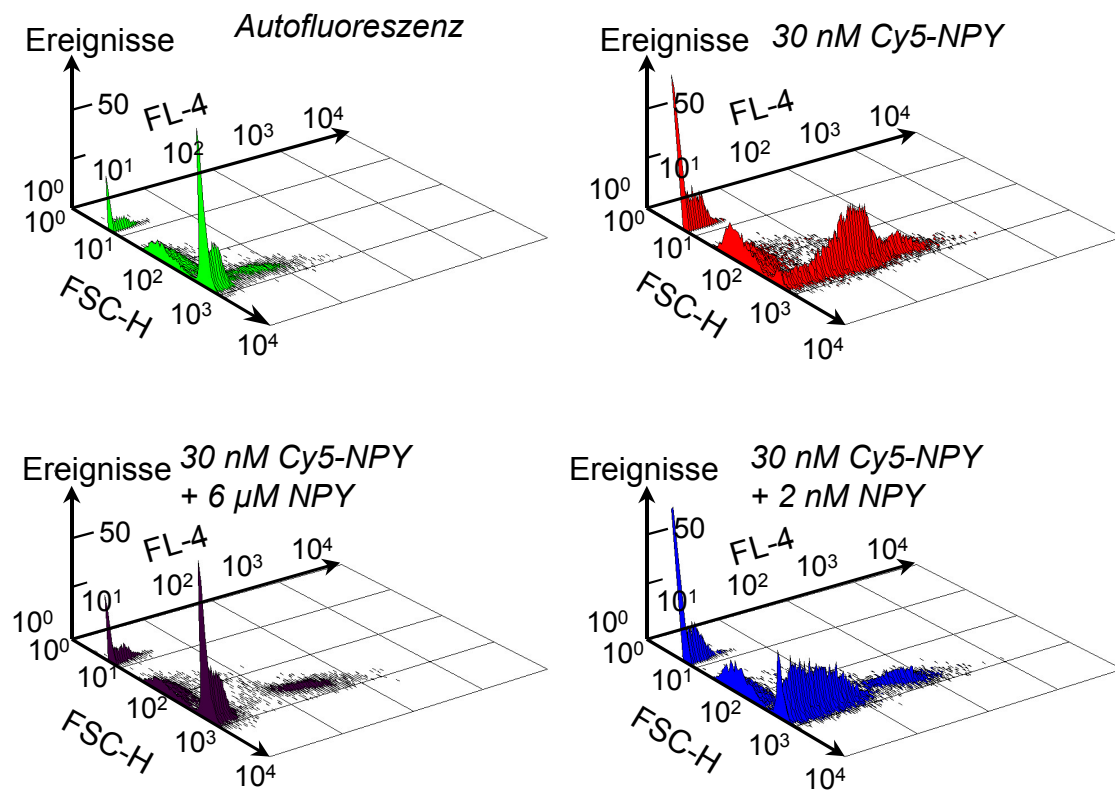 Autofluoreszenz
Ereignisse
50
FL-4
10⁰
10¹
10²
10³
10⁴
10⁰
10¹
10²
10³
10⁴
FSC-H
30 nM Cy5-NPY
Ereignisse
50
FL-4
10⁰
10¹
10²
10³
10⁴
10⁰
10¹
10²
10³
10⁴
FSC-H
30 nM Cy5-NPY
+ 6 µM NPY
Ereignisse
50
FL-4
10⁰
10¹
10²
10³
10⁴
10⁰
10¹
10²
10³
10⁴
FSC-H
30 nM Cy5-NPY
+ 2 nM NPY
Ereignisse
50
FL-4
10⁰
10¹
10²
10³
10⁴
10⁰
10¹
10²
10³
10⁴
FSC-H